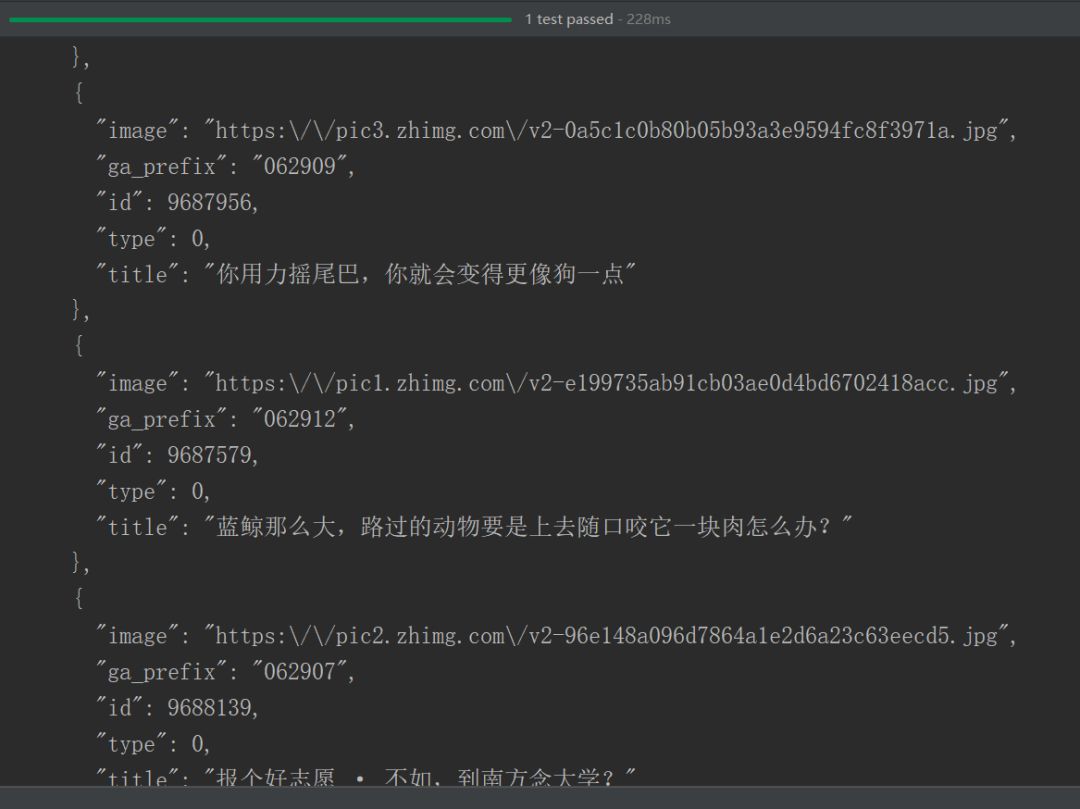 1 test passed - 228ms
},
{
"image": "https:\/\/pic3.zhimg.com\/v2-0a5c1c0b80b05b93a3e9594fc8f3971a.jpg",
"ga_prefix": "062909",
"id": 9687956,
"type": 0,
"title": "你用力摇尾巴，你就会变得更像狗一点"
},
{
"image": "https:\/\/pic1.zhimg.com\/v2-e199735ab91cb03ae0d4bd6702418acc.jpg",
"ga_prefix": "062912",
"id": 9687579,
"type": 0,
"title": "蓝鲸那么大，路过的动物要是上去随口咬它一块肉怎么办？"
},
{
"image": "https:\/\/pic2.zhimg.com\/v2-96e148a096d7864a1e2d6a23c63eecd5.jpg",
"ga_prefix": "062907",
"id": 9688139,
"type": 0,
"title": "报个好志愿 · 不如，到南方念大学？"